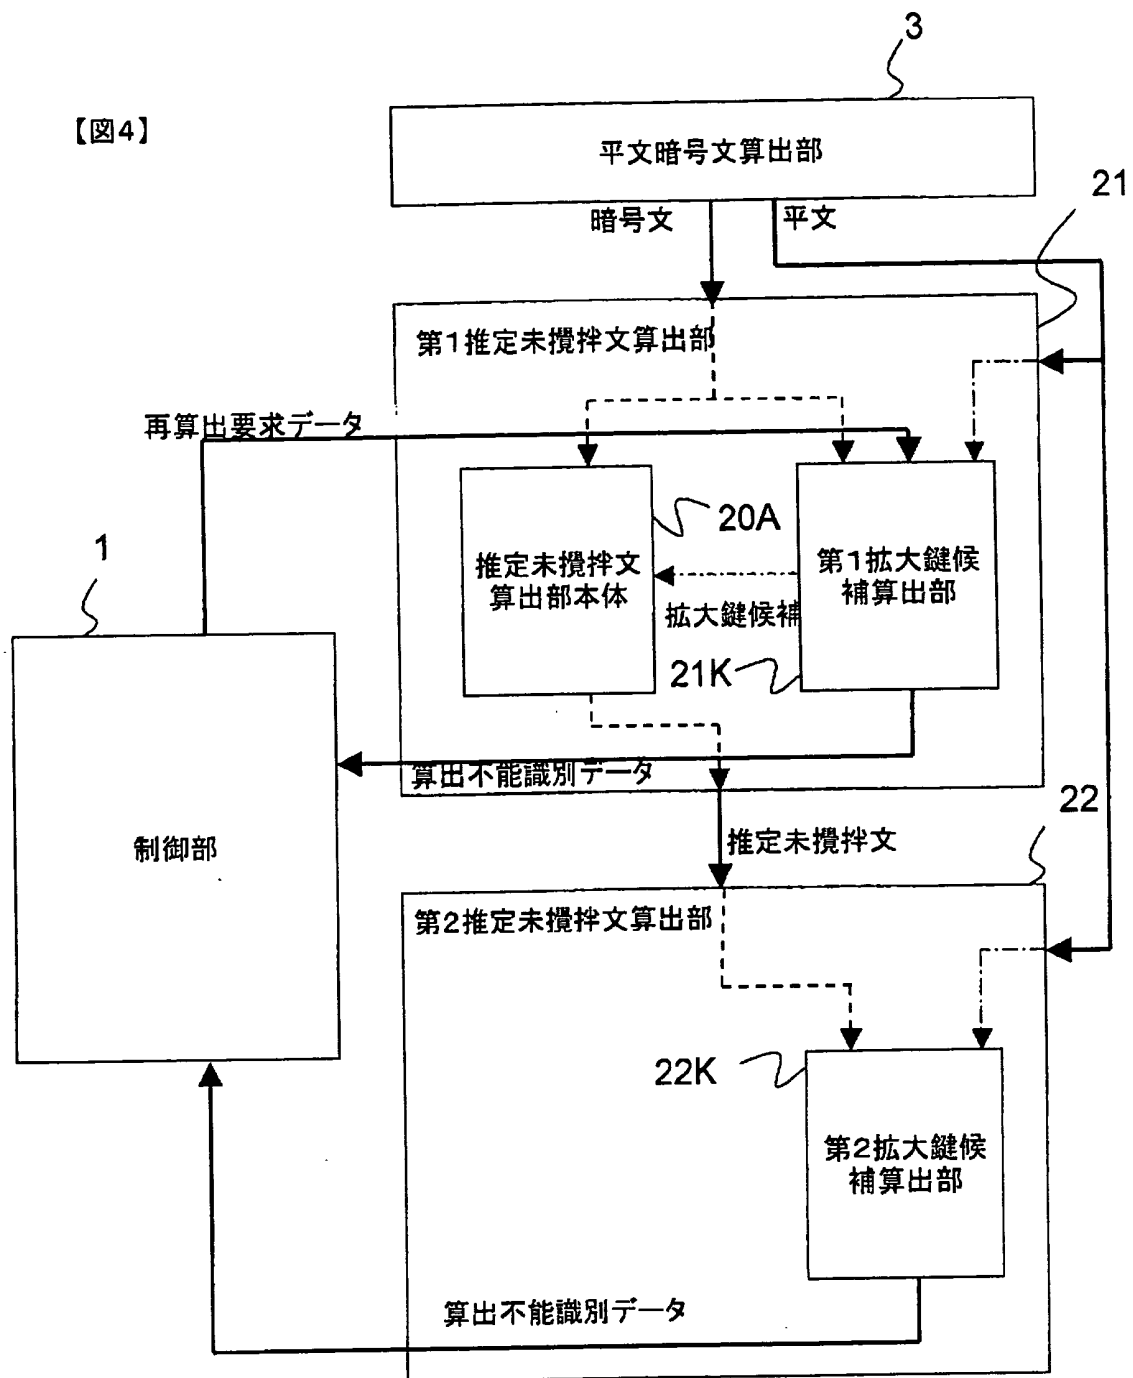 3
【図4】
平文暗号文算出部
21
暗号文
平文
第1推定未攪拌文算出部
再算出要求データ
20A
1
推定未攪拌文
算出部本体
第1拡大鍵候
補算出部
拡大鍵候補
21K
算出不能識別データ
22
制御部
推定未攪拌文
第2推定未攪拌文算出部
22K
第2拡大鍵候
補算出部
算出不能識別データ